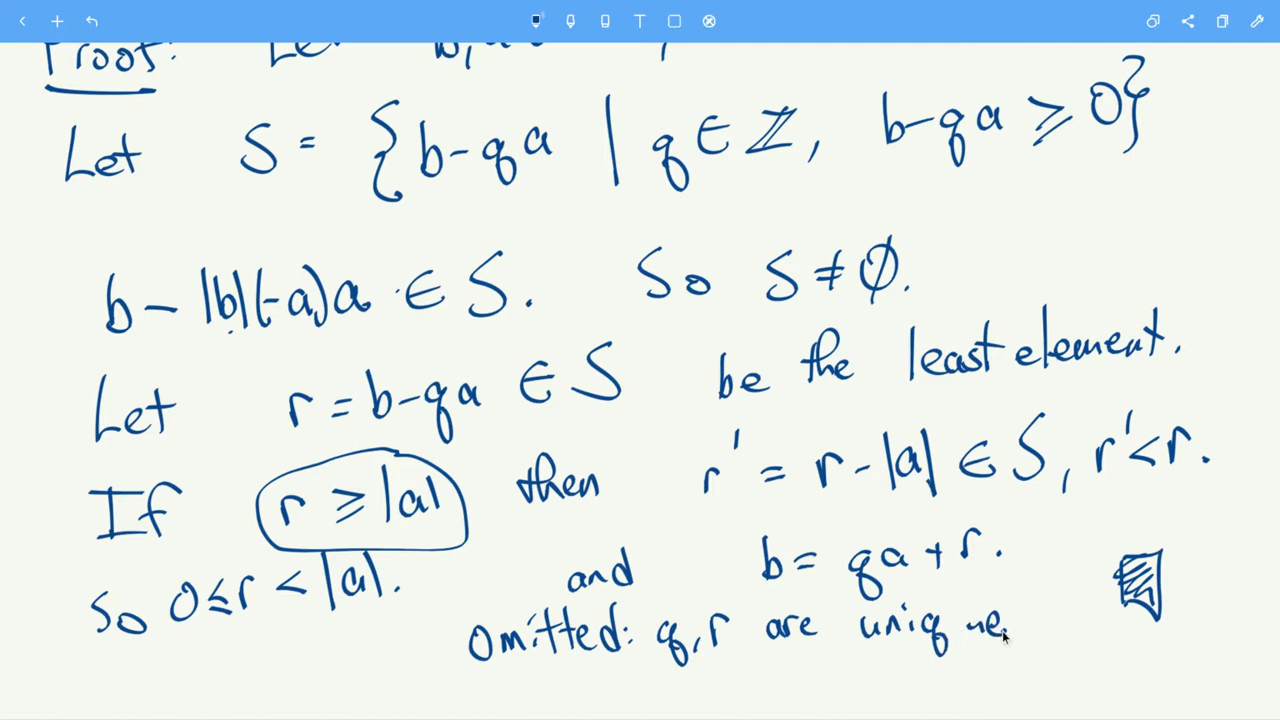 Proof: Let
Let S = {b-qa | q∈ℤ, b-qa ≥ 0}
b - |b|(-a)a ∈ S. So S ≠ ∅.
Let r = b-qa ∈ S be the least element.
If r ≥ |a| then r' = r-|a| ∈ S, r'<r.
So 0≤r < |a|. and b = qa + r.
Omitted: q,r are unique